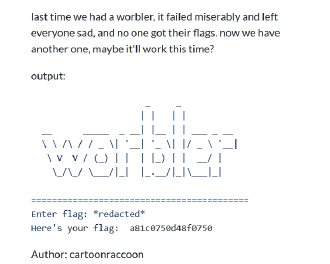 last time we had a worbler, it failed miserably and left
everyone sad, and no one got their flags. now we have
another one, maybe it'll work this time?
output:
worbler
==========================================
Enter flag: *redacted*
Here's your flag:  a81c0750d48f0750
Author: cartoonraccoon